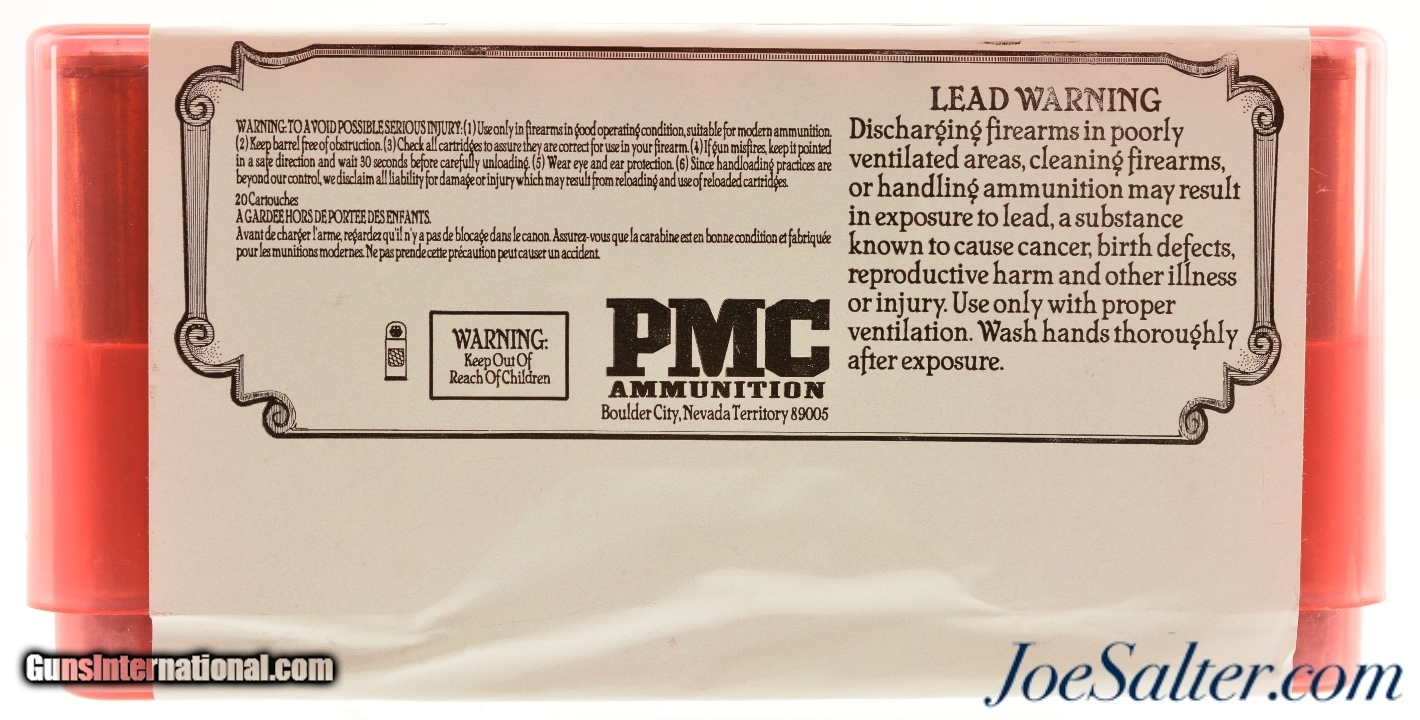 WARNING: TO AVOID POSSIBLE SERIOUS INJURY: (1) Use only in firearms in good operating condition, suitable for modern ammunition.
(2) Keep barrel free of obstruction. (3) Check all cartridges to assure they are correct for use in your firearm. (4) If gun misfires, keep it pointed
in a safe direction and wait 30 seconds before carefully unloading. (5) Wear eye and ear protection. (6) Since handloading practices are
beyond our control, we disclaim all liability for damage or injury which may result from reloading and use of reloaded cartridges.
20 Cartouches
A GARDEE HORS DE PORTEE DES ENFANTS.
Avant de charger l'arme, regardez qu'il n'y a pas de blocage dans le canon. Assurez-vous que la carabine est en bonne condition et fabriquée
pour les munitions modernes. Ne pas prende cette précaution peut causer un accident.
WARNING:
Keep Out Of
Reach Of Children
PMC
AMMUNITION
Boulder City, Nevada Territory 89005
LEAD WARNING
Discharging firearms in poorly
ventilated areas, cleaning firearms,
or handling ammunition may result
in exposure to lead, a substance
known to cause cancer, birth defects,
reproductive harm and other illness
or injury. Use only with proper
ventilation. Wash hands thoroughly
after exposure.
GunsInternational.com
JoeSalter.com